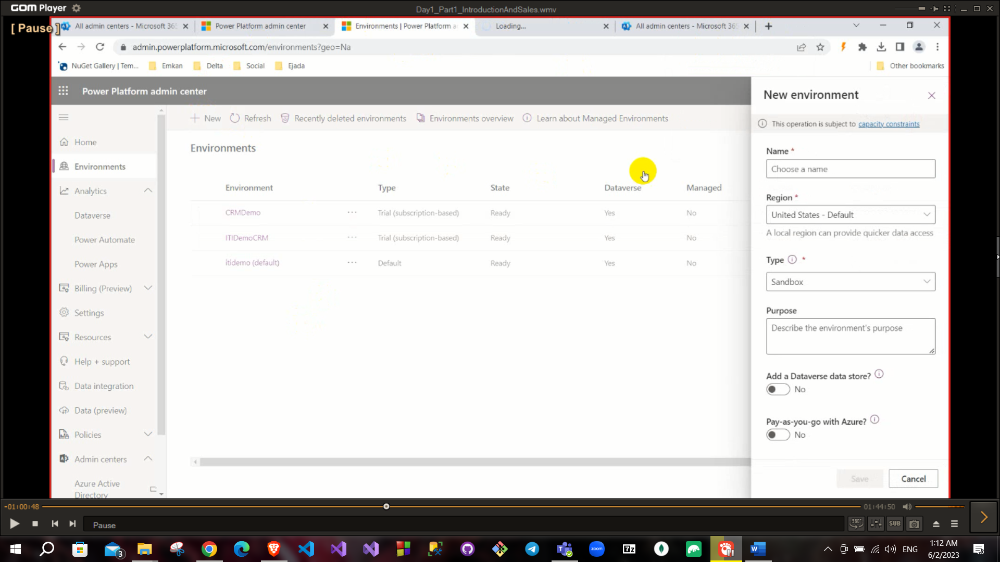 GOM Player
Day1_Part1_IntroductionAndSales.wmv
[ Pause ]
All admin centers - Microsoft 365
Power Platform admin center
Environments | Power Platform a
Loading...
All admin centers - Microsoft 365
admin.powerplatform.microsoft.com/environments?geo=Na
NuGet Gallery | Tem...
Emkan
Delta
Social
Ejada
Other bookmarks
Power Platform admin center
New
Refresh
Recently deleted environments
Environments overview
Learn about Managed Environments
Home
Environments
Analytics
Dataverse
Power Automate
Power Apps
Billing (Preview)
Settings
Resources
Help + support
Data integration
Data (preview)
Policies
Admin centers
Azure Active
Directory
Environments
Environment Type State Dataverse Managed
CRMDemo ... Trial (subscription-based) Ready Yes No
ITIDemoCRM ... Trial (subscription-based) Ready Yes No
itidemo (default) ... Default Ready Yes No
New environment
This operation is subject to capacity constraints
Name *
Choose a name
Region *
United States - Default
A local region can provide quicker data access
Type *
Sandbox
Purpose
Describe the environment's purpose
Add a Dataverse data store?
No
Pay-as-you-go with Azure?
No
Save
Cancel
-01:00:48
01:44:50
Pause
360°
SUB
3
zoom
7z
W
ENG
1:12 AM
6/2/2023